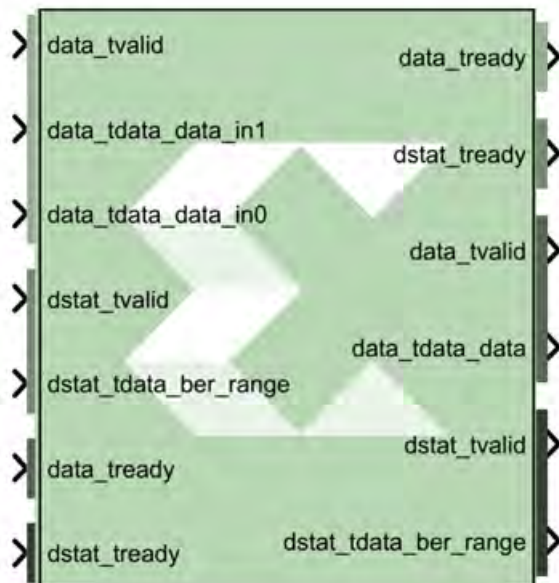 data_tvalid
data_tdata_data_in1
data_tdata_data_in0
dstat_tvalid
dstat_tdata_ber_range
data_tready
dstat_tready
data_tready
dstat_tready
data_tvalid
data_tdata_data
dstat_tvalid
dstat_tdata_ber_range